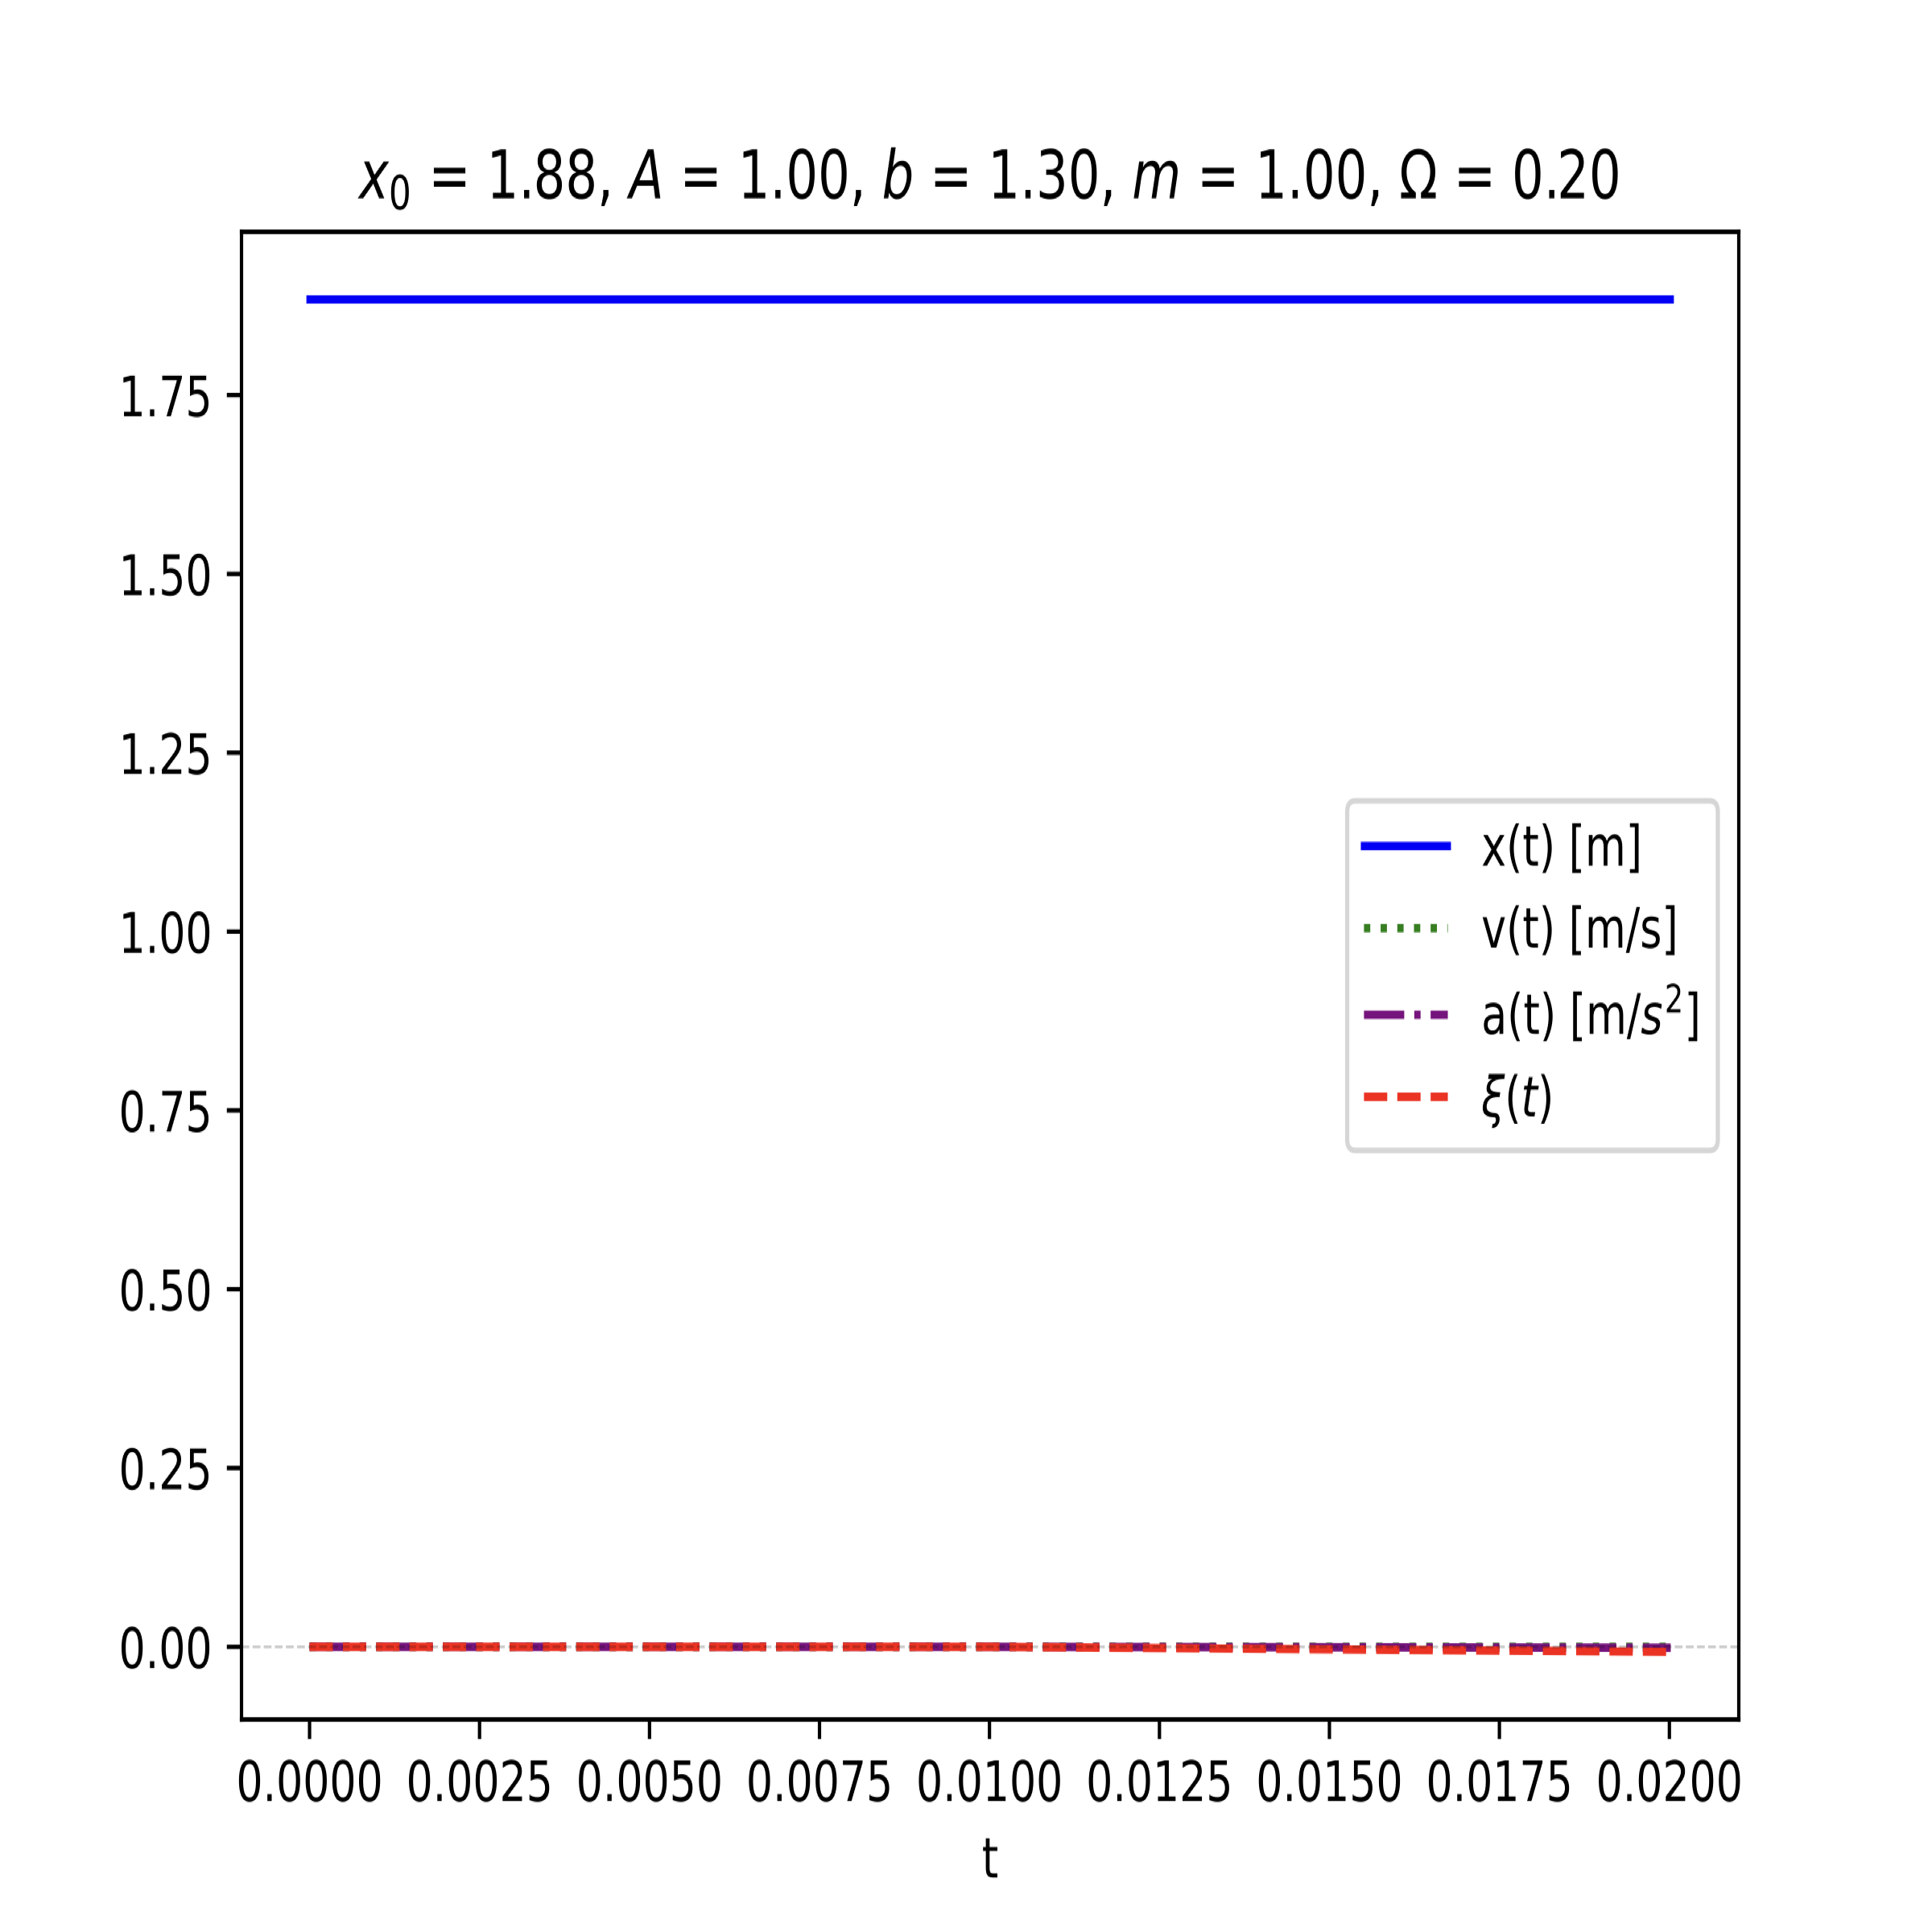 x₀ = 1.88, A = 1.00, b = 1.30, m = 1.00, Ω = 0.20
1.75
1.50
1.25
1.00
0.75
0.50
0.25
0.00
x(t) [m]
v(t) [m/s]
a(t) [m/s²]
ξ(t)
0.0000 0.0025 0.0050 0.0075 0.0100 0.0125 0.0150 0.0175 0.0200
t